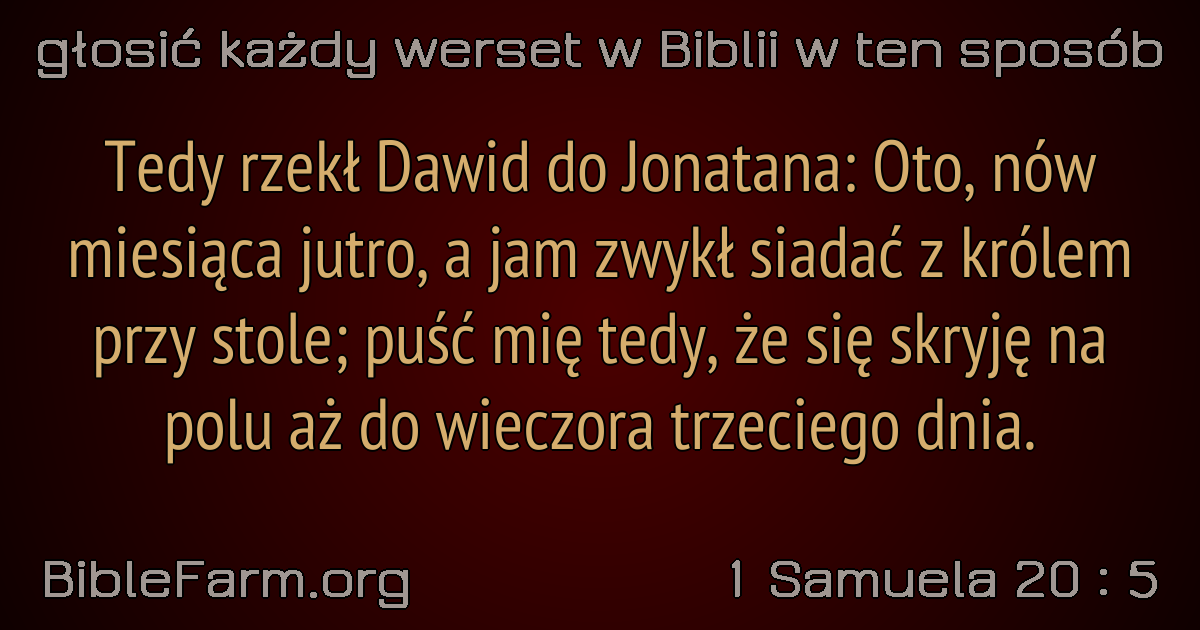 głosić każdy werset w Biblii w ten sposób
Tedy rzekł Dawid do Jonatana: Oto, nów
miesiąca jutro, a jam zwykł siadać z królem
przy stole; puść mię tedy, że się skryję na
polu aż do wieczora trzeciego dnia.
BibleFarm.org
1 Samuela 20 : 5